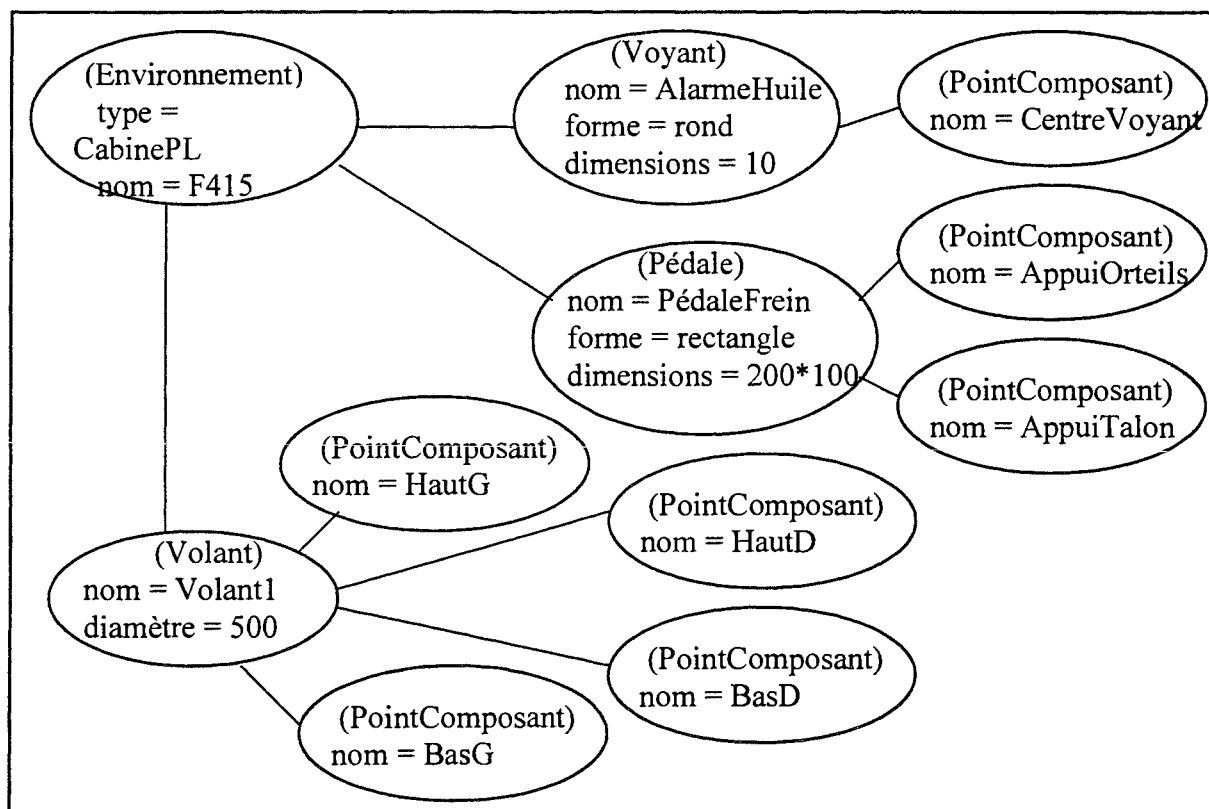 (Environnement)
type =
CabinePL
nom = F415
(Voyant)
nom = AlarmeHuile
forme = rond
dimensions = 10
(PointComposant)
nom = CentreVoyant
(Pédale)
nom = PédaleFrein
forme = rectangle
dimensions = 200*100
(PointComposant)
nom = AppuiOrteils
(PointComposant)
nom = AppuiTalon
(PointComposant)
nom = HautG
(PointComposant)
nom = HautD
(Volant)
nom = Volant1
diamètre = 500
(PointComposant)
nom = BasD
(PointComposant)
nom = BasG